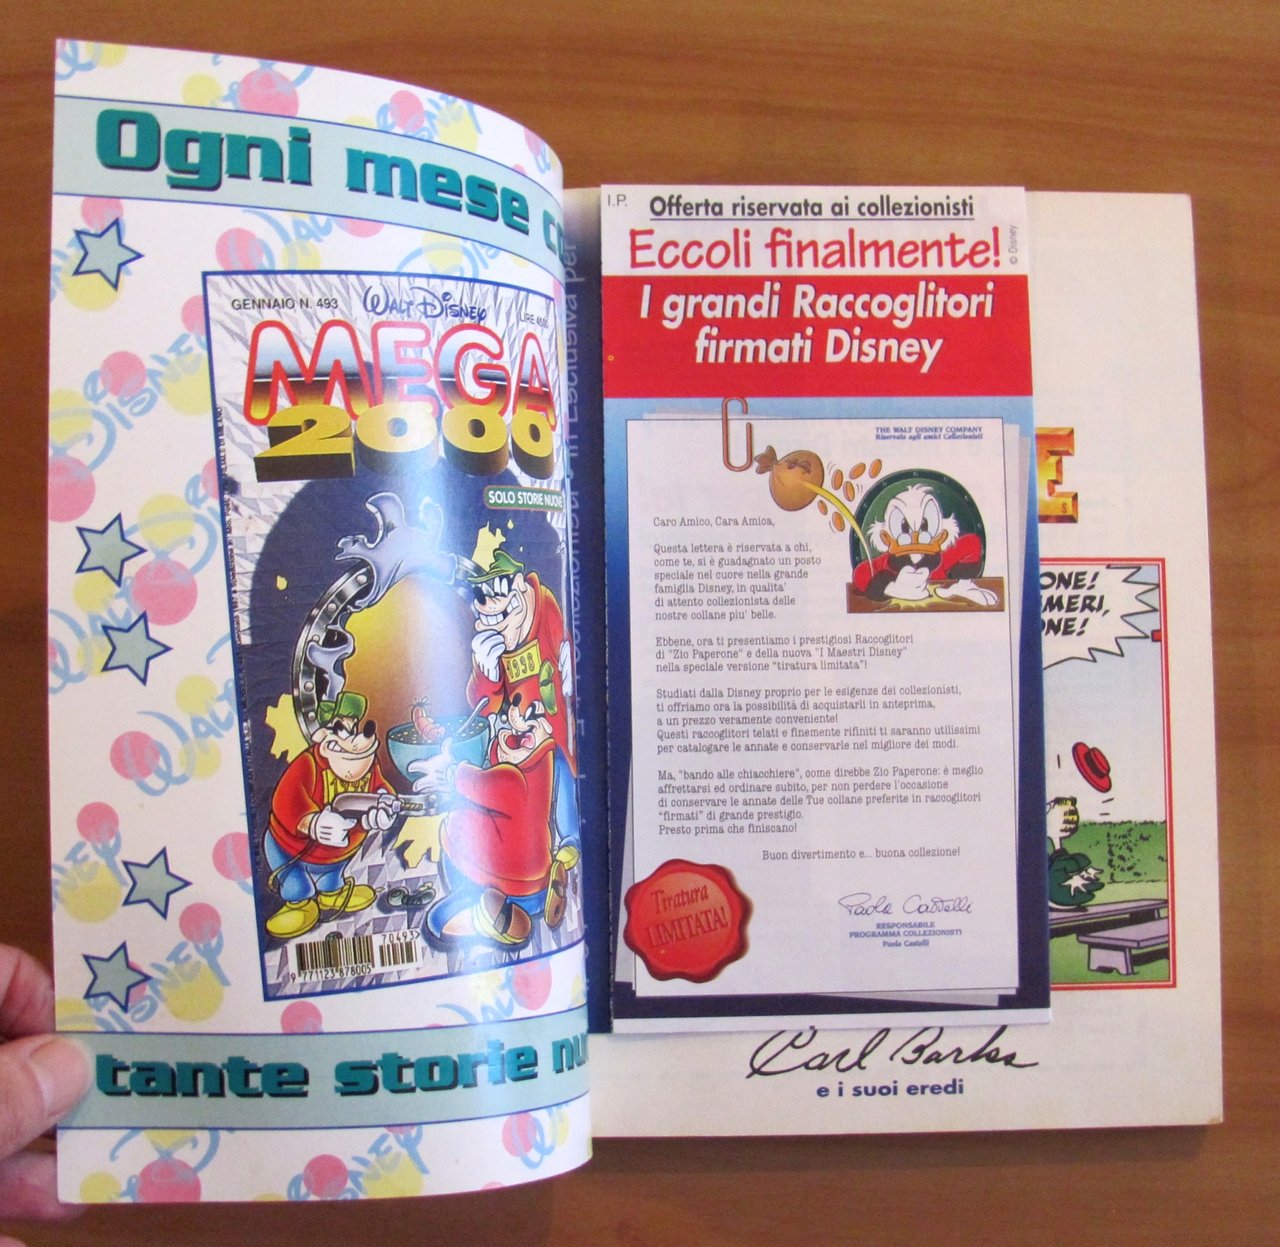 Ogni mese
GENNAIO N. 493
WALT DISNEY
LIRE 4500
MEGA
2000
SOLO STORIE NUOVE
1998
70493
9 771123 878005
tante storie
in Esclusiva per
I.P.
Offerta riservata ai collezionisti
Eccoli finalmente!
© Disney
I grandi Raccoglitori
firmati Disney
THE WALT DISNEY COMPANY
Riservata agli amici Collezionisti
Caro Amico, Cara Amica,
Questa lettera è riservata a chi,
come te, si è guadagnato un posto
speciale nel cuore nella grande
famiglia Disney, in qualita'
di attento collezionista delle
nostre collane piu' belle.
Ebbene, ora ti presentiamo i prestigiosi Raccoglitori
di "Zio Paperone" e della nuova "I Maestri Disney"
nella speciale versione "tiratura limitata"!
Studiati dalla Disney proprio per le esigenze dei collezionisti,
ti offriamo ora la possibilità di acquistarli in anteprima,
a un prezzo veramente conveniente!
Questi raccoglitori telati e finemente rifiniti ti saranno utilissimi
per catalogare le annate e conservarle nel migliore dei modi.
Ma, "bando alle chiacchiere", come direbbe Zio Paperone: è meglio
affrettarsi ed ordinare subito, per non perdere l'occasione
di conservare le annate delle Tue collane preferite in raccoglitori
"firmati" di grande prestigio.
Presto prima che finiscano!
Buon divertimento e... buona collezione!
Paola Castelli
RESPONSABILE
PROGRAMMA COLLEZIONISTI
Paola Castelli
Tiratura
LIMITATA!
E
ONE!
MERI,
ONE!
Carl Barks
e i suoi eredi